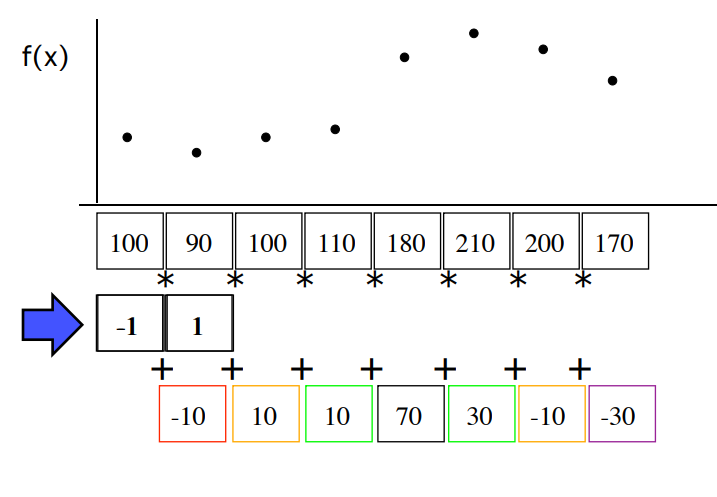 f(x)
100 90 100 110 180 210 200 170
* * * * * * *
-1 1
+ + + + + + +
-10 10 10 70 30 -10 -30